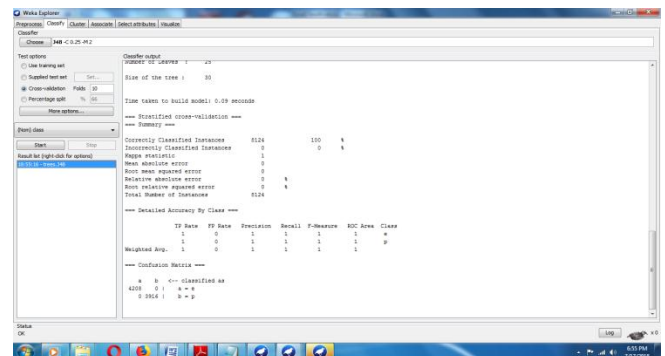 Weka Explorer
Preprocess Classify Cluster Associate Select attributes Visualize
Classifier
Choose J48 -C 0.25 -M 2
Test options
Use training set
Supplied test set Set...
Cross-validation Folds 10
Percentage split % 66
More options...
(Nom) class
Start Stop
Result list (right-click for options)
trees.J48
Classifier output
Number of Leaves : 25
Size of the tree : 30
Time taken to build model: 0.09 seconds
=== Stratified cross-validation ===
=== Summary ===
Correctly Classified Instances 8124 100 %
Incorrectly Classified Instances 0 0 %
Kappa statistic 1
Mean absolute error 0
Root mean squared error 0
Relative absolute error 0 %
Root relative squared error 0 %
Total Number of Instances 8124
=== Detailed Accuracy By Class ===
TP Rate FP Rate Precision Recall F-Measure ROC Area Class
1 0 1 1 1 1 e
1 0 1 1 1 1 p
Weighted Avg. 1 0 1 1 1 1
=== Confusion Matrix ===
a b <-- classified as
4208 0 | a = e
0 3916 | b = p
Status
OK
Log
x 0
6:55 PM